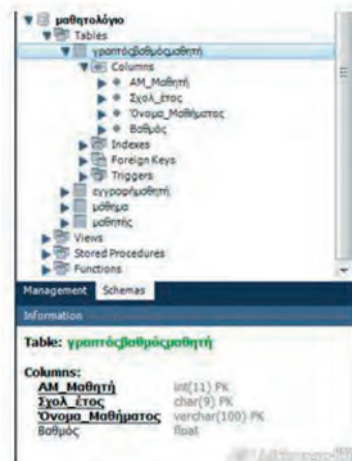 μαθητολόγιο
Tables
γραπτόςβαθμόςμαθητή
Columns
ΑΜ_Μαθητή
Σχολ_έτος
Όνομα_Μαθήματος
Βαθμός
Indexes
Foreign Keys
Triggers
εγγραφήμαθητή
μάθημα
μαθητής
Views
Stored Procedures
Functions
Management Schemas
Information
Table: γραπτόςβαθμόςμαθητή
Columns:
ΑΜ_Μαθητή int(11) PK
Σχολ_έτος char(9) PK
Όνομα_Μαθήματος varchar(100) PK
Βαθμός float